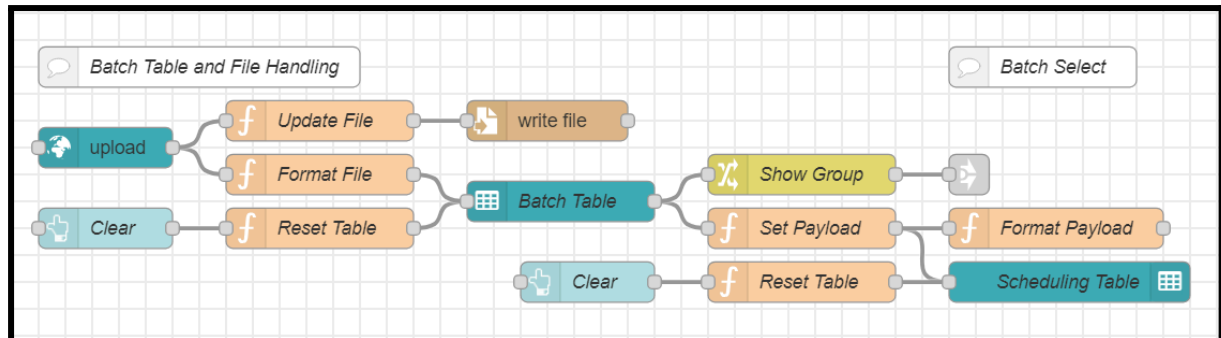 Batch Table and File Handling
Batch Select
Update File
write file
upload
Format File
Show Group
Batch Table
Clear
Reset Table
Set Payload
Format Payload
Clear
Reset Table
Scheduling Table